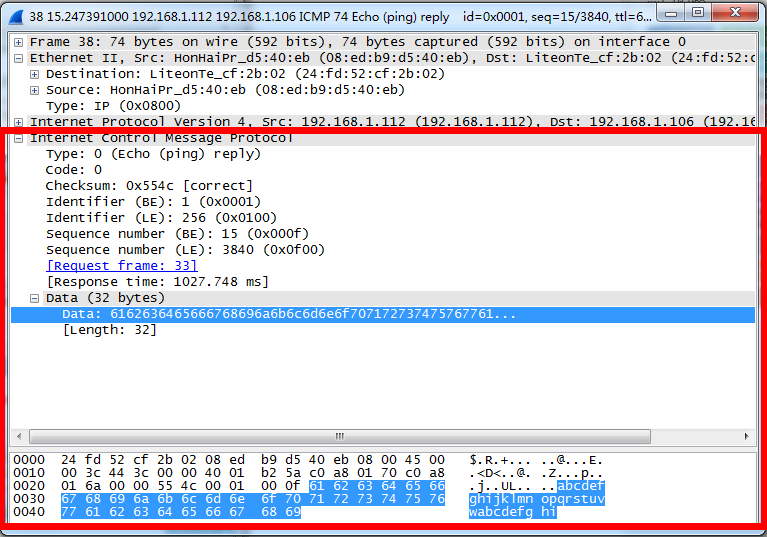 38 15.247391000 192.168.1.112 192.168.1.106 ICMP 74 Echo (ping) reply id=0x0001, seq=15/3840, ttl=6...
Frame 38: 74 bytes on wire (592 bits), 74 bytes captured (592 bits) on interface 0
Ethernet II, Src: HonHaiPr_d5:40:eb (08:ed:b9:d5:40:eb), Dst: LiteonTe_cf:2b:02 (24:fd:52:c
Destination: LiteonTe_cf:2b:02 (24:fd:52:cf:2b:02)
Source: HonHaiPr_d5:40:eb (08:ed:b9:d5:40:eb)
Type: IP (0x0800)
Internet Protocol Version 4, Src: 192.168.1.112 (192.168.1.112), Dst: 192.168.1.106 (192.16
Internet Control Message Protocol
Type: 0 (Echo (ping) reply)
Code: 0
Checksum: 0x554c [correct]
Identifier (BE): 1 (0x0001)
Identifier (LE): 256 (0x0100)
Sequence number (BE): 15 (0x000f)
Sequence number (LE): 3840 (0x0f00)
[Request frame: 33]
[Response time: 1027.748 ms]
Data (32 bytes)
Data: 6162636465666768696a6b6c6d6e6f707172737475767761...
[Length: 32]
0000 24 fd 52 cf 2b 02 08 ed b9 d5 40 eb 08 00 45 00 $.R.+... ..@...E.
0010 00 3c 44 3c 00 00 40 01 b2 5a c0 a8 01 70 c0 a8 .<D<..@. .Z...p..
0020 01 6a 00 00 55 4c 00 01 00 0f 61 62 63 64 65 66 .j..UL.. ..abcdef
0030 67 68 69 6a 6b 6c 6d 6e 6f 70 71 72 73 74 75 76 ghijklmn opqrstuv
0040 77 61 62 63 64 65 66 67 68 69 wabcdefg hi